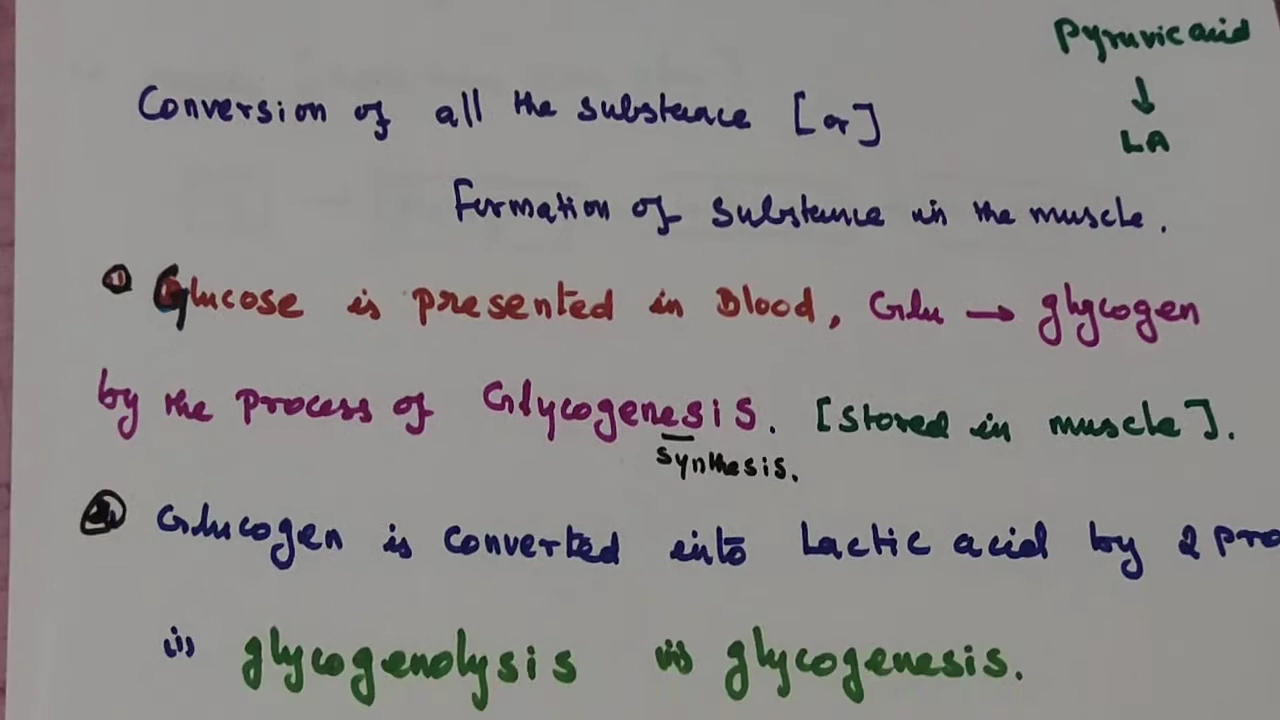 Pyruvic acid
↓
LA
Conversion of all the substance [or]
Formation of substance in the muscle.
① Glucose is presented in Blood, Glu → glycogen
by the process of Glycogenesis. [stored in muscle].
synthesis.
② Glucogen is converted into Lactic acid by 2 pro
i) glycogenolysis ii) glycogenesis.